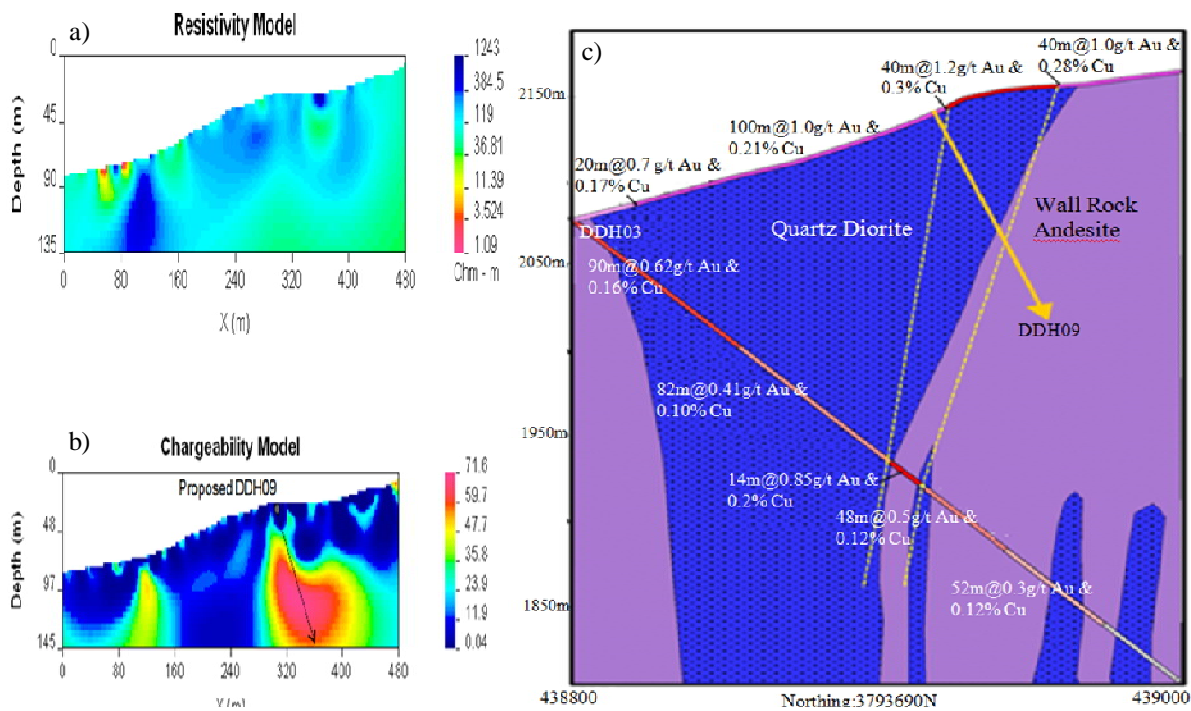 a)
Resistivity Model
0
45
90
135
Depth (m)
0
80
160
240
320
400
480
X (m)
1243
384.5
119
36.81
11.39
3.524
1.09
Ohm - m
b)
Chargeability Model
Proposed DDH09
0
48
97
145
Depth (m)
0
80
160
240
320
400
480
71.6
59.7
47.7
35.8
23.9
11.9
0.04
c)
40m@1.0g/t Au &
0.28% Cu
40m@1.2g/t Au &
0.3% Cu
2150m
100m@1.0g/t Au &
0.21% Cu
20m@0.7 g/t Au &
0.17% Cu
Wall Rock
Andesite
Quartz Diorite
DDH03
2050m
90m@0.62g/t Au &
0.16% Cu
DDH09
82m@0.41g/t Au &
0.10% Cu
1950m
14m@0.85g/t Au &
0.2% Cu
48m@0.5g/t Au &
0.12% Cu
52m@0.3g/t Au &
0.12% Cu
1850m
438800
Northing:3793690N
439000